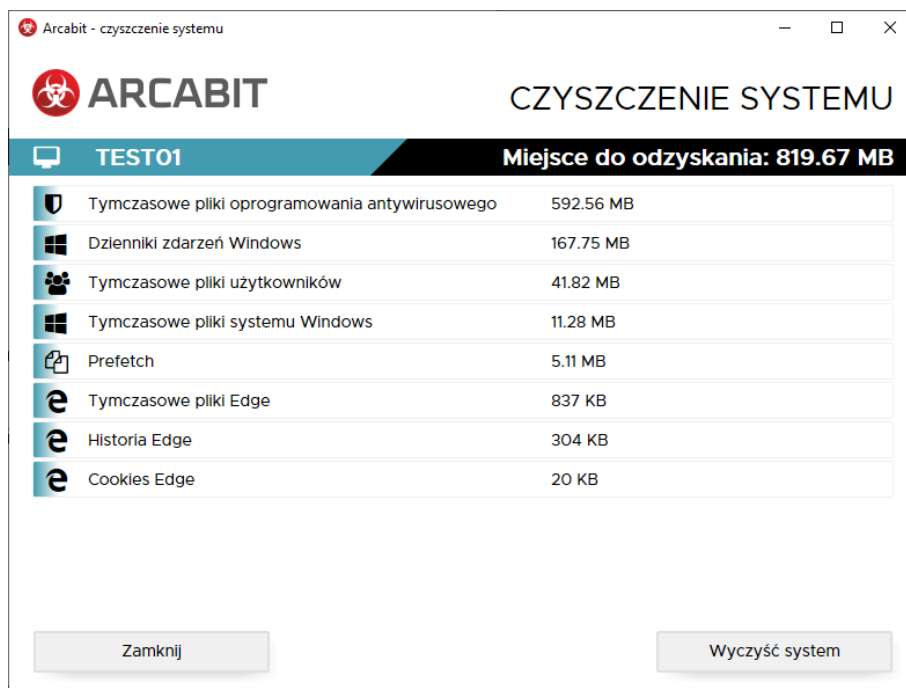 Arcabit - czyszczenie systemu
ARCABIT
CZYSZCZENIE SYSTEMU
TEST01 Miejsce do odzyskania: 819.67 MB
Tymczasowe pliki oprogramowania antywirusowego 592.56 MB
Dzienniki zdarzeń Windows 167.75 MB
Tymczasowe pliki użytkowników 41.82 MB
Tymczasowe pliki systemu Windows 11.28 MB
Prefetch 5.11 MB
Tymczasowe pliki Edge 837 KB
Historia Edge 304 KB
Cookies Edge 20 KB
Zamknij Wyczyść system